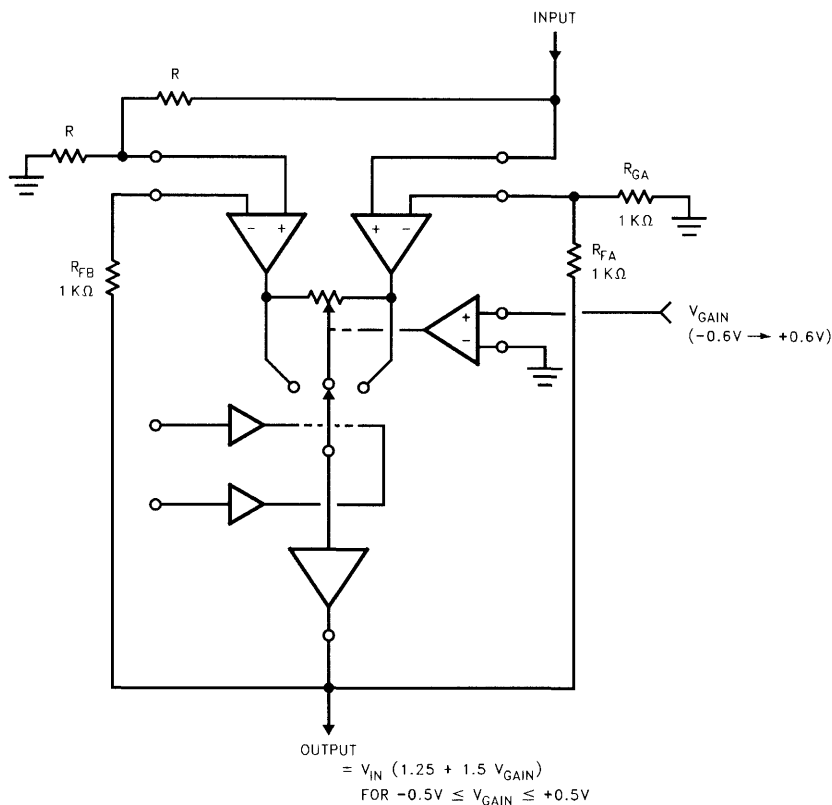 INPUT
R
R
R_GA
1 KΩ
R_FA
1 KΩ
R_FB
1 KΩ
- +
+ -
+
-
V_GAIN
(-0.6V → +0.6V)
OUTPUT
= V_IN (1.25 + 1.5 V_GAIN)
FOR -0.5V ≤ V_GAIN ≤ +0.5V